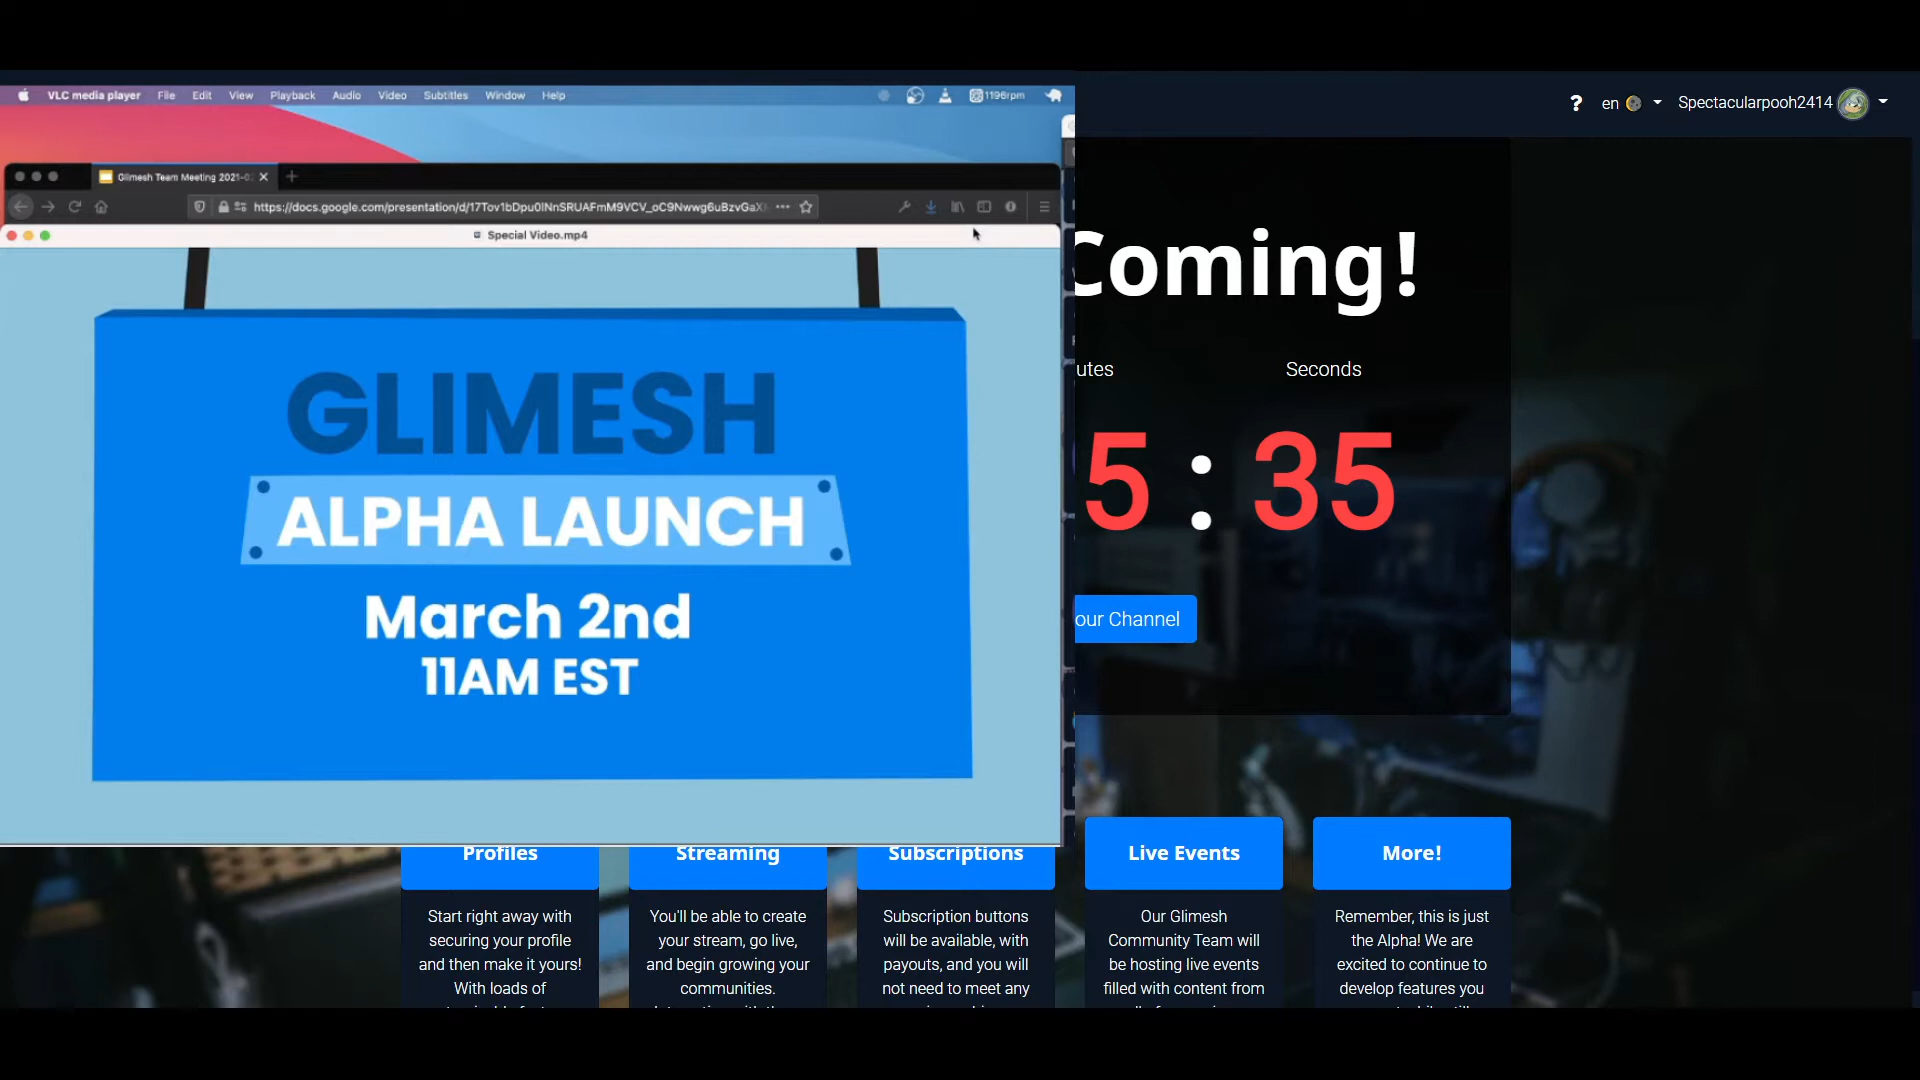 VLC media player File Edit View Playback Audio Video Subtitles Window Help 1196rpm
? en Spectacularpooh2414
Glimesh Team Meeting 2021-0
Special Video.mp4
GLIMESH
ALPHA LAUNCH
March 2nd
11AM EST
Coming!
utes Seconds
5 : 35
our Channel
Profiles
Start right away with
securing your profile
and then make it yours!
With loads of
Streaming
You'll be able to create
your stream, go live,
and begin growing your
communities.
Subscriptions
Subscription buttons
will be available, with
payouts, and you will
not need to meet any
Live Events
Our Glimesh
Community Team will
be hosting live events
filled with content from
More!
Remember, this is just
the Alpha! We are
excited to continue to
develop features you